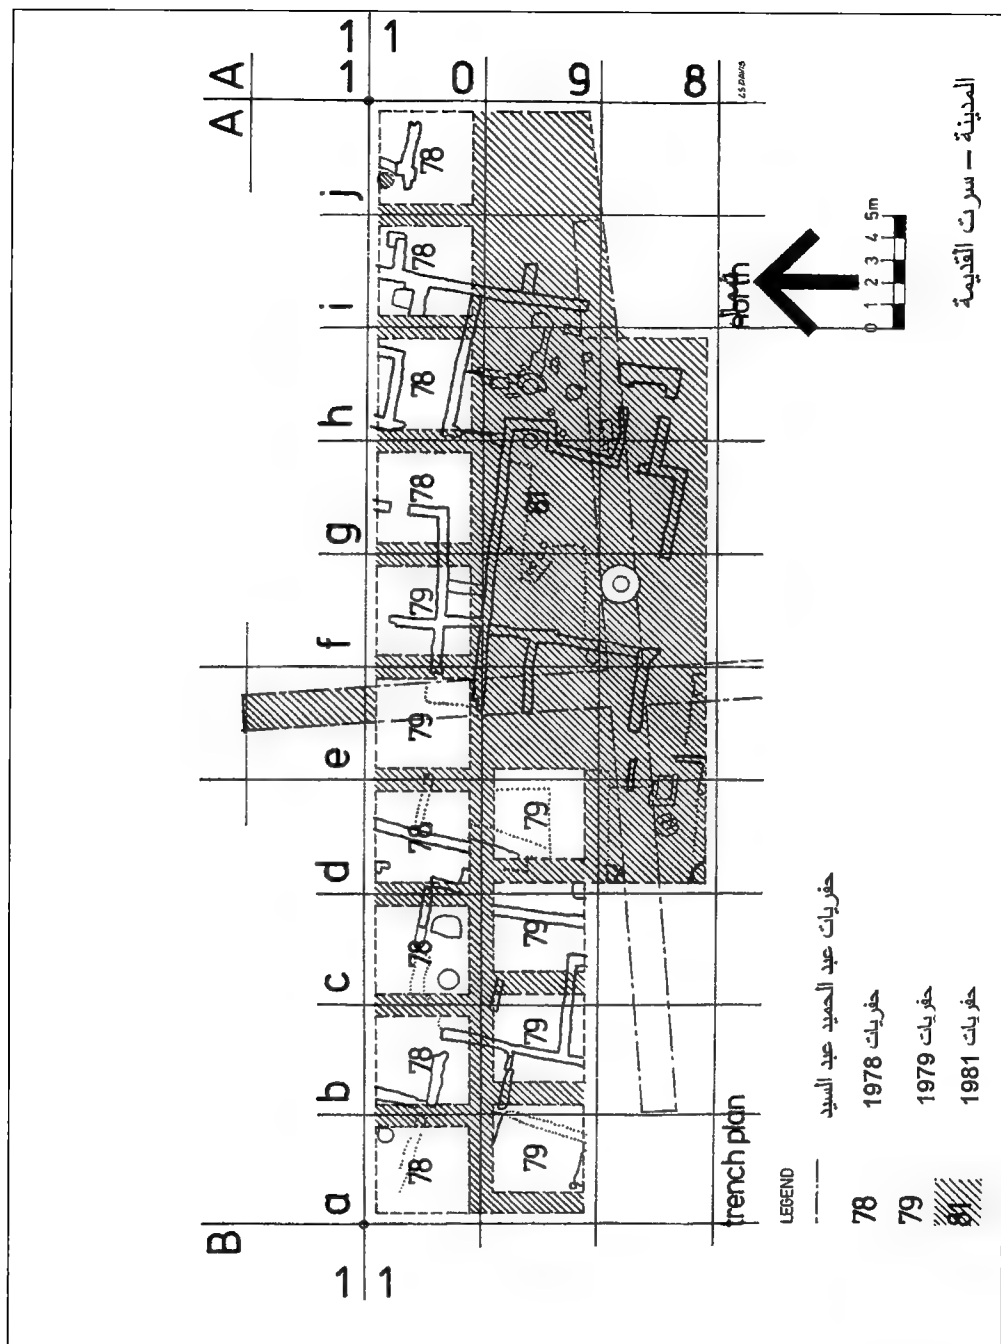 B
A A
1 1
1 1
1
0
9
8
a b c d e f g h i j
78 78 78 78 79 79 78 78 78 78
79 79 79 79
81
LS DAVIS
trench plan
north
0 1 2 3 4 5m
LEGEND
حفريات عبد الحميد عبد السيد
78 حفريات 1978
79 حفريات 1979
81 حفريات 1981
المدينة – سرت القديمة